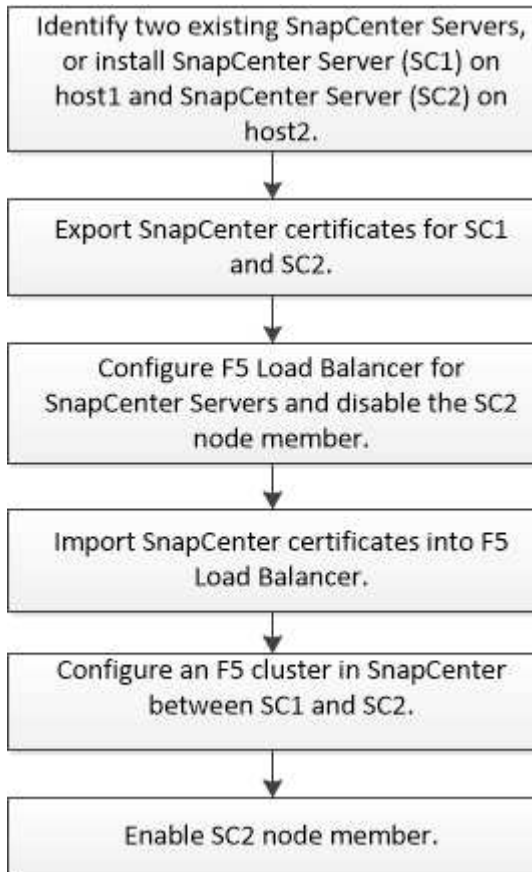 Identify two existing SnapCenter Servers,
or install SnapCenter Server (SC1) on
host1 and SnapCenter Server (SC2) on
host2.
Export SnapCenter certificates for SC1
and SC2.
Configure F5 Load Balancer for
SnapCenter Servers and disable the SC2
node member.
Import SnapCenter certificates into F5
Load Balancer.
Configure an F5 cluster in SnapCenter
between SC1 and SC2.
Enable SC2 node member.